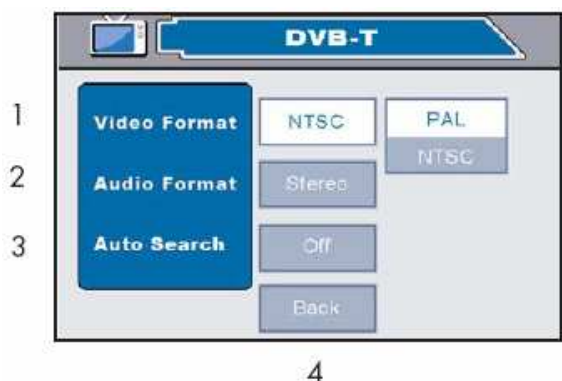 DVB-T
1 Video Format NTSC PAL
NTSC
2 Audio Format Stereo
3 Auto Search Off
Back
4